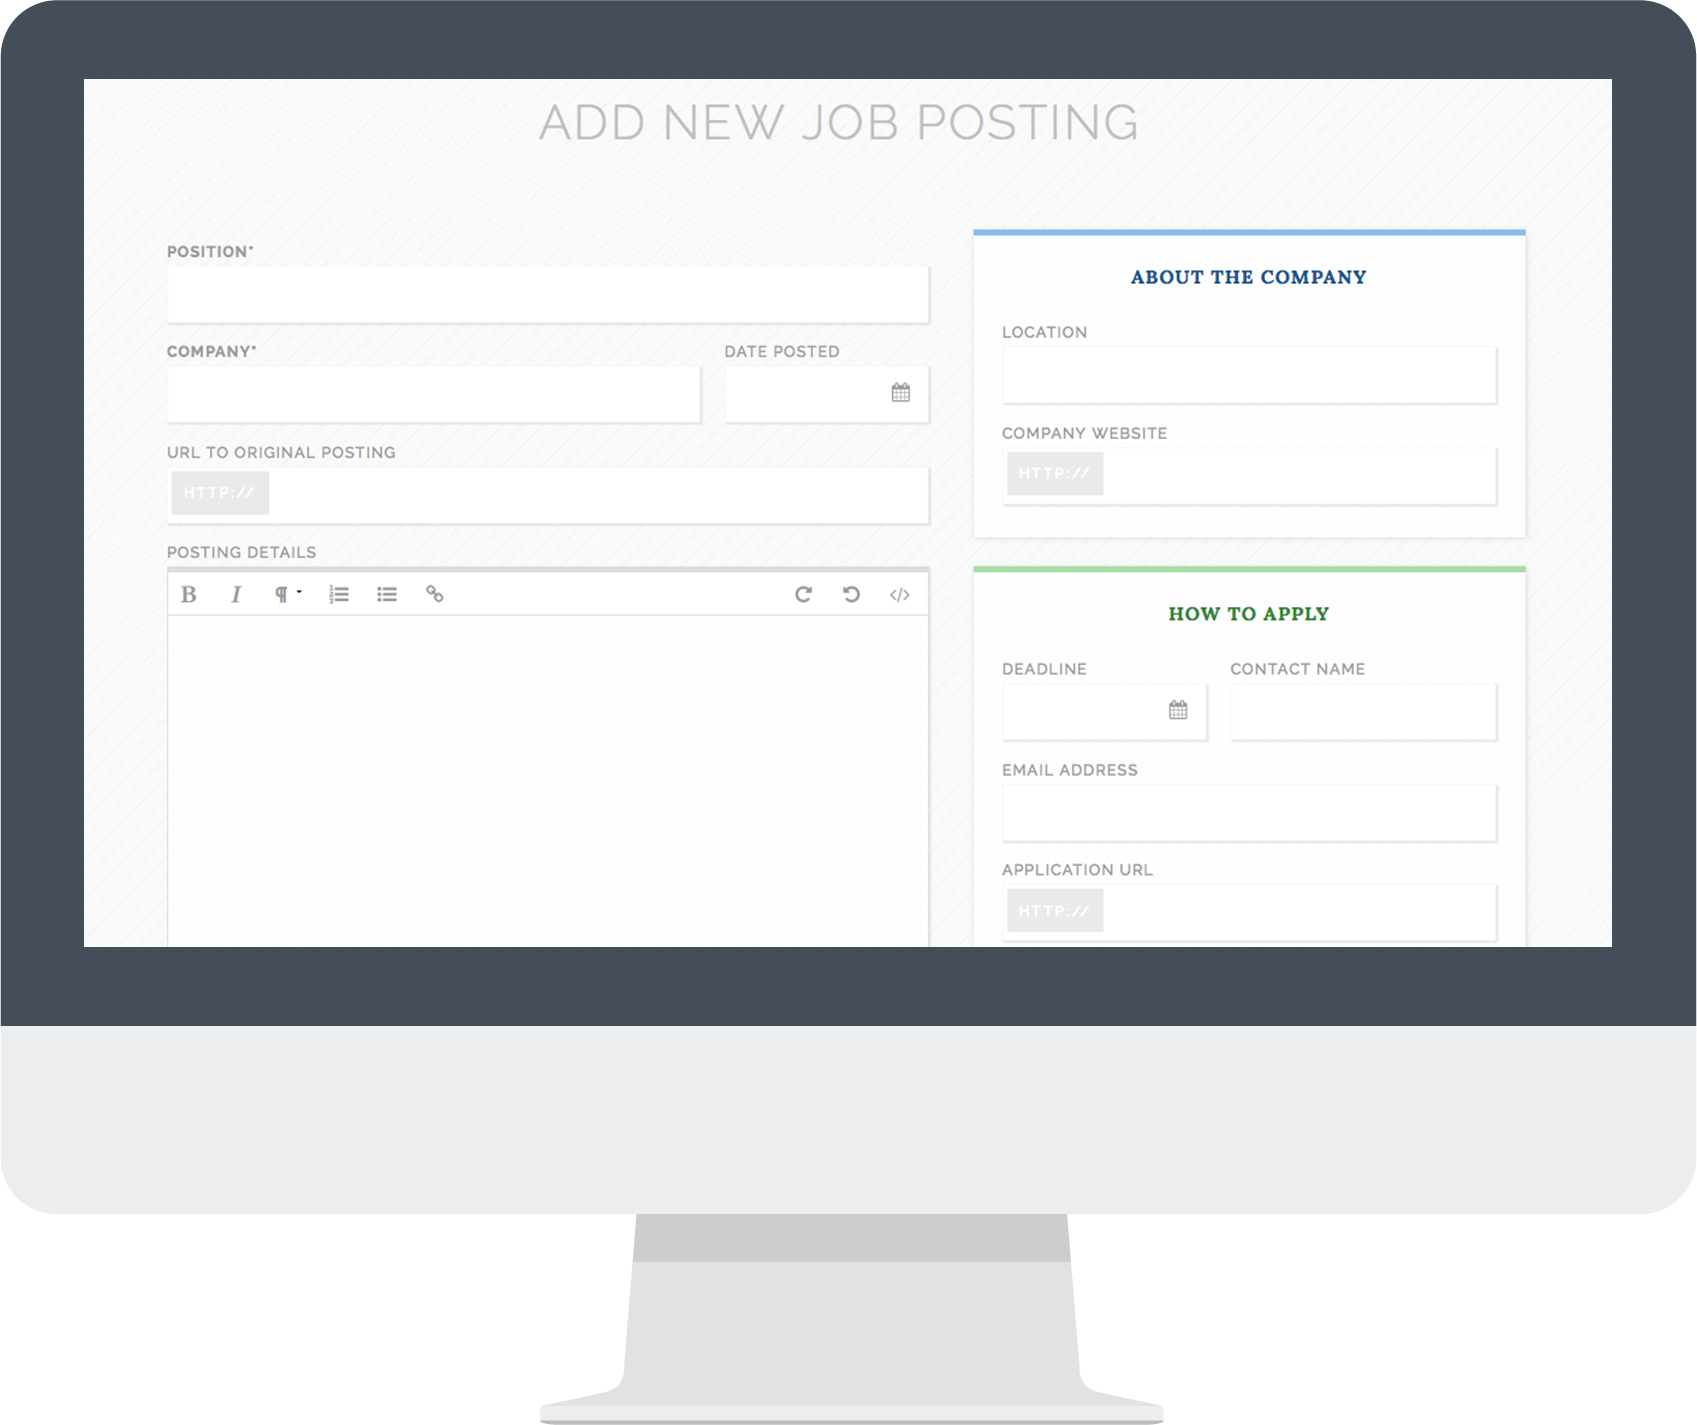 ADD NEW JOB POSTING
POSITION*
COMPANY*
DATE POSTED
URL TO ORIGINAL POSTING
HTTP://
POSTING DETAILS
B I ¶ </>
ABOUT THE COMPANY
LOCATION
COMPANY WEBSITE
HTTP://
HOW TO APPLY
DEADLINE
CONTACT NAME
EMAIL ADDRESS
APPLICATION URL
HTTP://